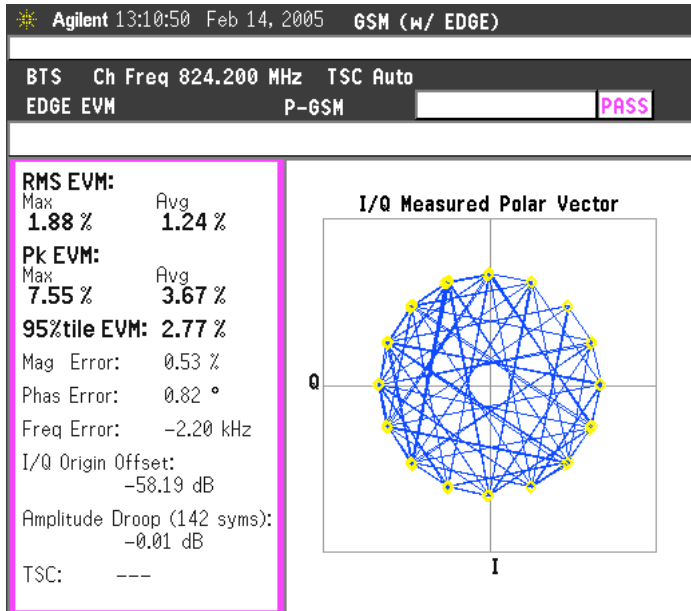 Agilent 13:10:50 Feb 14, 2005 GSM (w/ EDGE)
BTS Ch Freq 824.200 MHz TSC Auto
EDGE EVM P-GSM PASS
RMS EVM:
Max Avg
1.88 % 1.24 %
Pk EVM:
Max Avg
7.55 % 3.67 %
95%tile EVM: 2.77 %
Mag Error: 0.53 %
Phas Error: 0.82 °
Freq Error: -2.20 kHz
I/Q Origin Offset:
-58.19 dB
Amplitude Droop (142 syms):
-0.01 dB
TSC: ---
I/Q Measured Polar Vector
Q
I